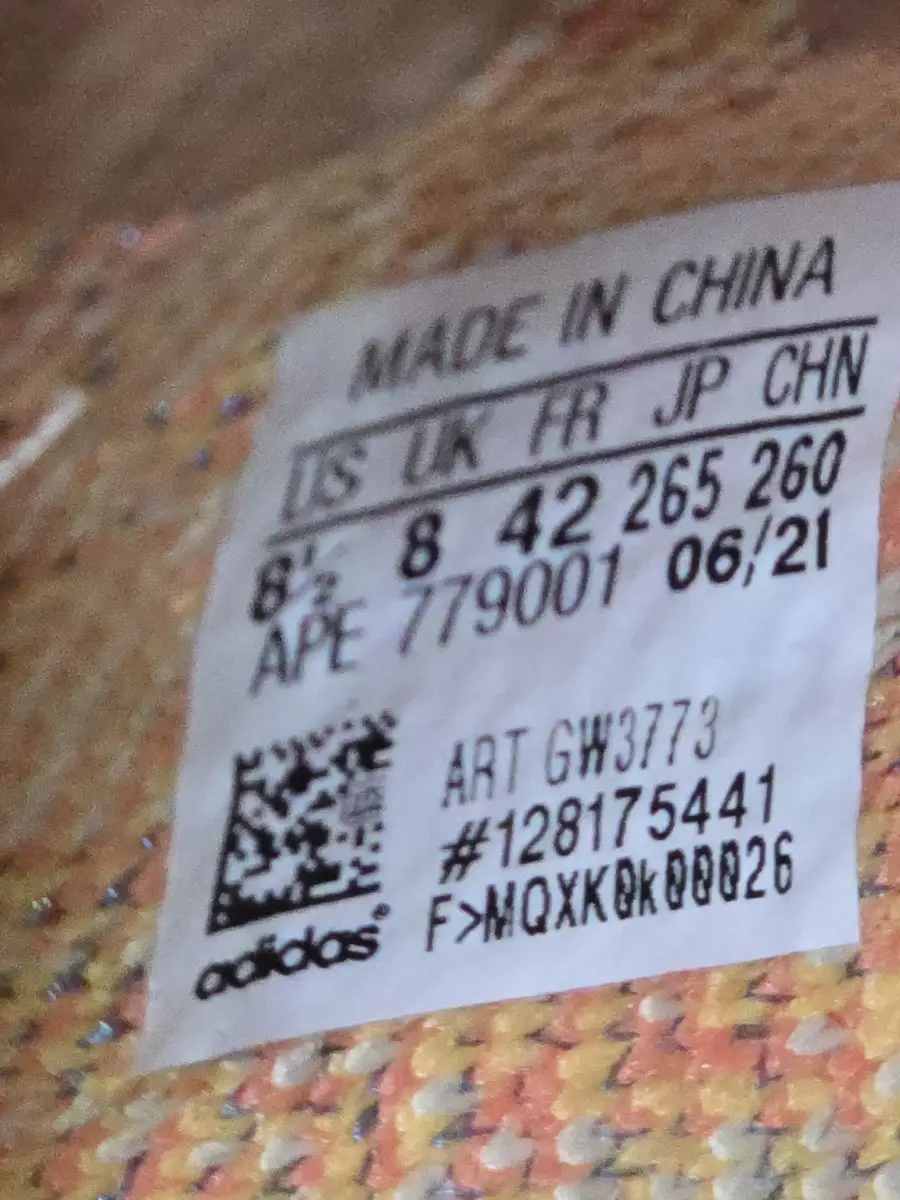 MADE IN CHINA
US UK FR JP CHN
8½ 8 42 265 260
APE 779001 06/21
ART GW3773
#128175441
F>MQXK0k00026
adidas®